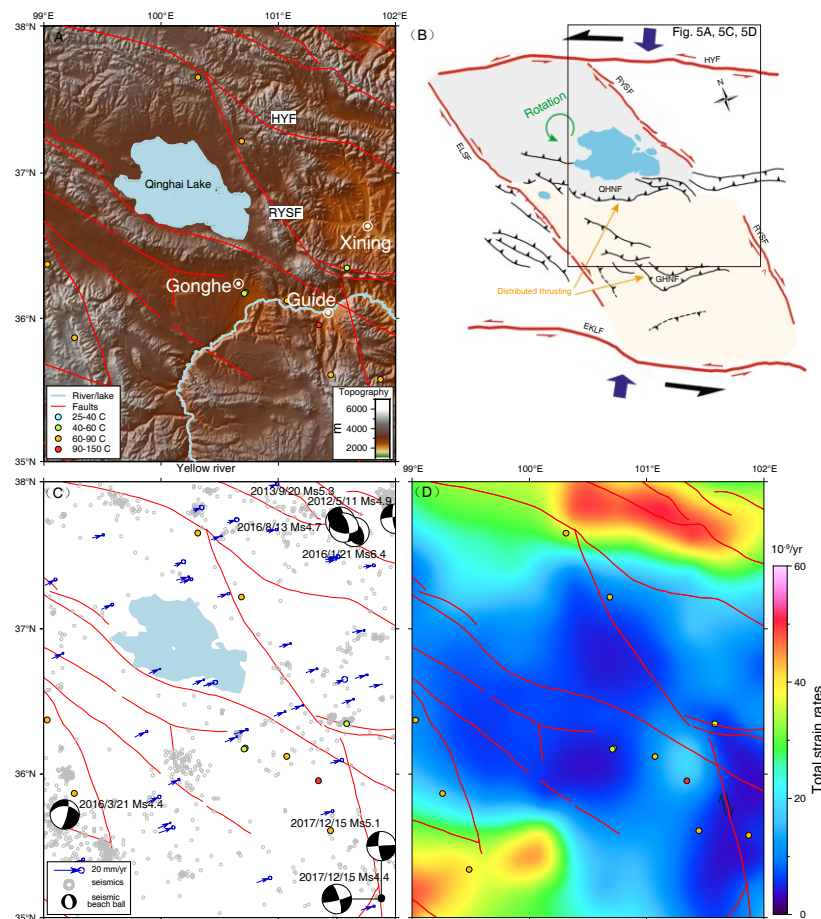 99°E 100°E 101°E 102°E
38°N
(A)
HYF
37°N
Qinghai Lake
RYSF
Xining
Gonghe
Guide
36°N
River/lake
Faults
25-40 C
40-60 C
60-90 C
90-150 C
Topography
m
6000
4000
2000
35°N
Yellow river
(B)
Fig. 5A, 5C, 5D
HYF
RYSF
N
Rotation
ELSF
QHNF
RYSF
Distributed thrusting
GHNF
?
EKLF
(C)
2013/9/20 Ms5.3
2012/5/11 Ms4.9
2016/8/13 Ms4.7
2016/1/21 Ms6.4
37°N
36°N
2016/3/21 Ms4.4
2017/12/15 Ms5.1
2017/12/15 Ms4.4
20 mm/yr
seismics
seismic
beach ball
35°N
99°E 100°E 101°E 102°E
(D)
10⁻⁹/yr
60
40
20
0
Total strain rates